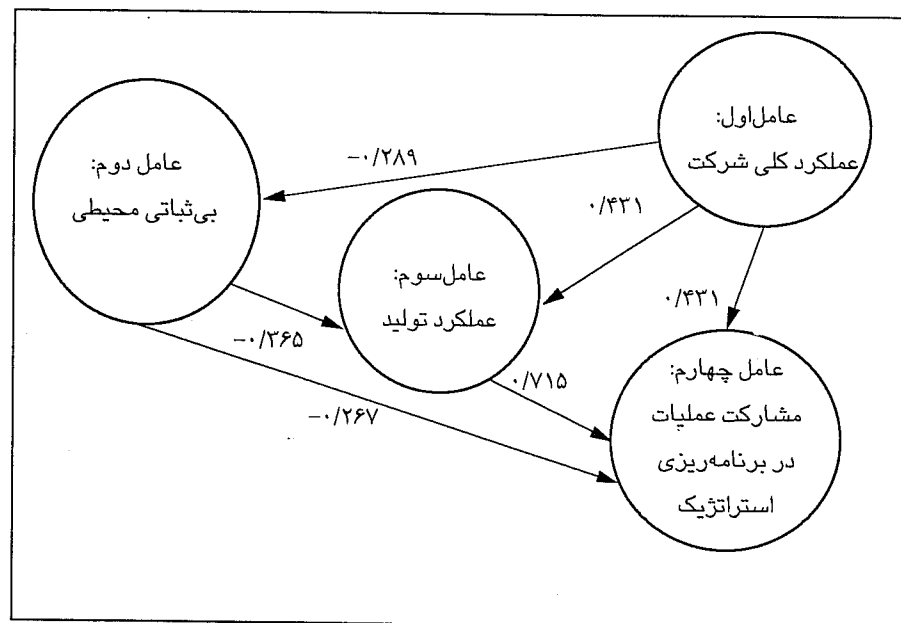 عامل‌اول:
عملکرد کلی شرکت
عامل دوم:
بی‌ثباتی محیطی
عامل‌سوم:
عملکرد تولید
عامل چهارم:
مشارکت عملیات
در برنامه‌ریزی
استراتژیک
−۰/۲۸۹
۰/۴۳۱
۰/۴۳۱
−۰/۳۶۵
۰/۷۱۵
−۰/۲۶۷